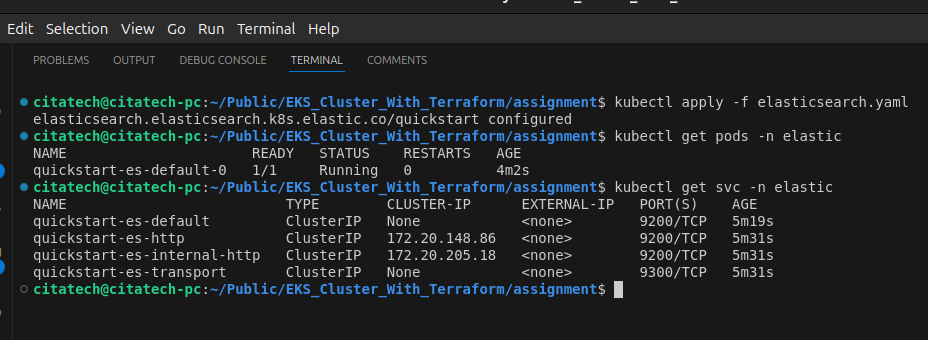 Edit Selection View Go Run Terminal Help
PROBLEMS OUTPUT DEBUG CONSOLE TERMINAL COMMENTS
citatech@citatech-pc:~/Public/EKS_Cluster_With_Terraform/assignment$ kubectl apply -f elasticsearch.yaml
elasticsearch.elasticsearch.k8s.elastic.co/quickstart configured
citatech@citatech-pc:~/Public/EKS_Cluster_With_Terraform/assignment$ kubectl get pods -n elastic
NAME READY STATUS RESTARTS AGE
quickstart-es-default-0 1/1 Running 0 4m2s
citatech@citatech-pc:~/Public/EKS_Cluster_With_Terraform/assignment$ kubectl get svc -n elastic
NAME TYPE CLUSTER-IP EXTERNAL-IP PORT(S) AGE
quickstart-es-default ClusterIP None <none> 9200/TCP 5m19s
quickstart-es-http ClusterIP 172.20.148.86 <none> 9200/TCP 5m31s
quickstart-es-internal-http ClusterIP 172.20.205.18 <none> 9200/TCP 5m31s
quickstart-es-transport ClusterIP None <none> 9300/TCP 5m31s
citatech@citatech-pc:~/Public/EKS_Cluster_With_Terraform/assignment$